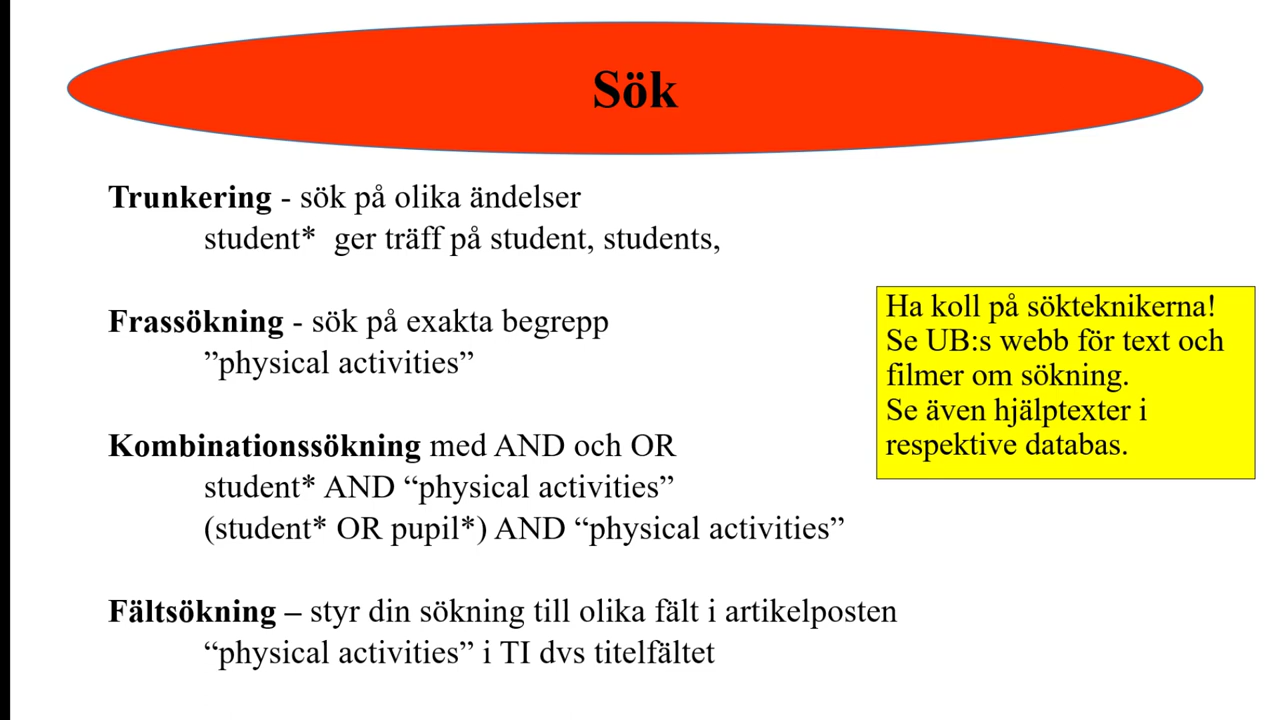 Sök
Trunkering - sök på olika ändelser
student*  ger träff på student, students,
Frassökning - sök på exakta begrepp
”physical activities”
Kombinationssökning med AND och OR
student* AND “physical activities”
(student* OR pupil*) AND “physical activities”
Fältsökning – styr din sökning till olika fält i artikelposten
“physical activities” i TI dvs titelfältet
Ha koll på sökteknikerna!
Se UB:s webb för text och
filmer om sökning.
Se även hjälptexter i
respektive databas.